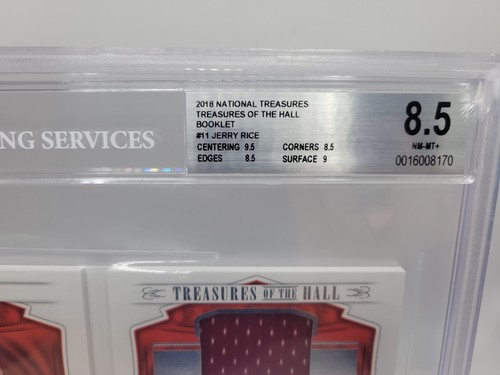 2018 NATIONAL TREASURES
TREASURES OF THE HALL
BOOKLET
#11 JERRY RICE
CENTERING 9.5 CORNERS 8.5
EDGES 8.5 SURFACE 9
8.5
NM-MT+
0016008170
NG SERVICES
TREASURES OF THE HALL